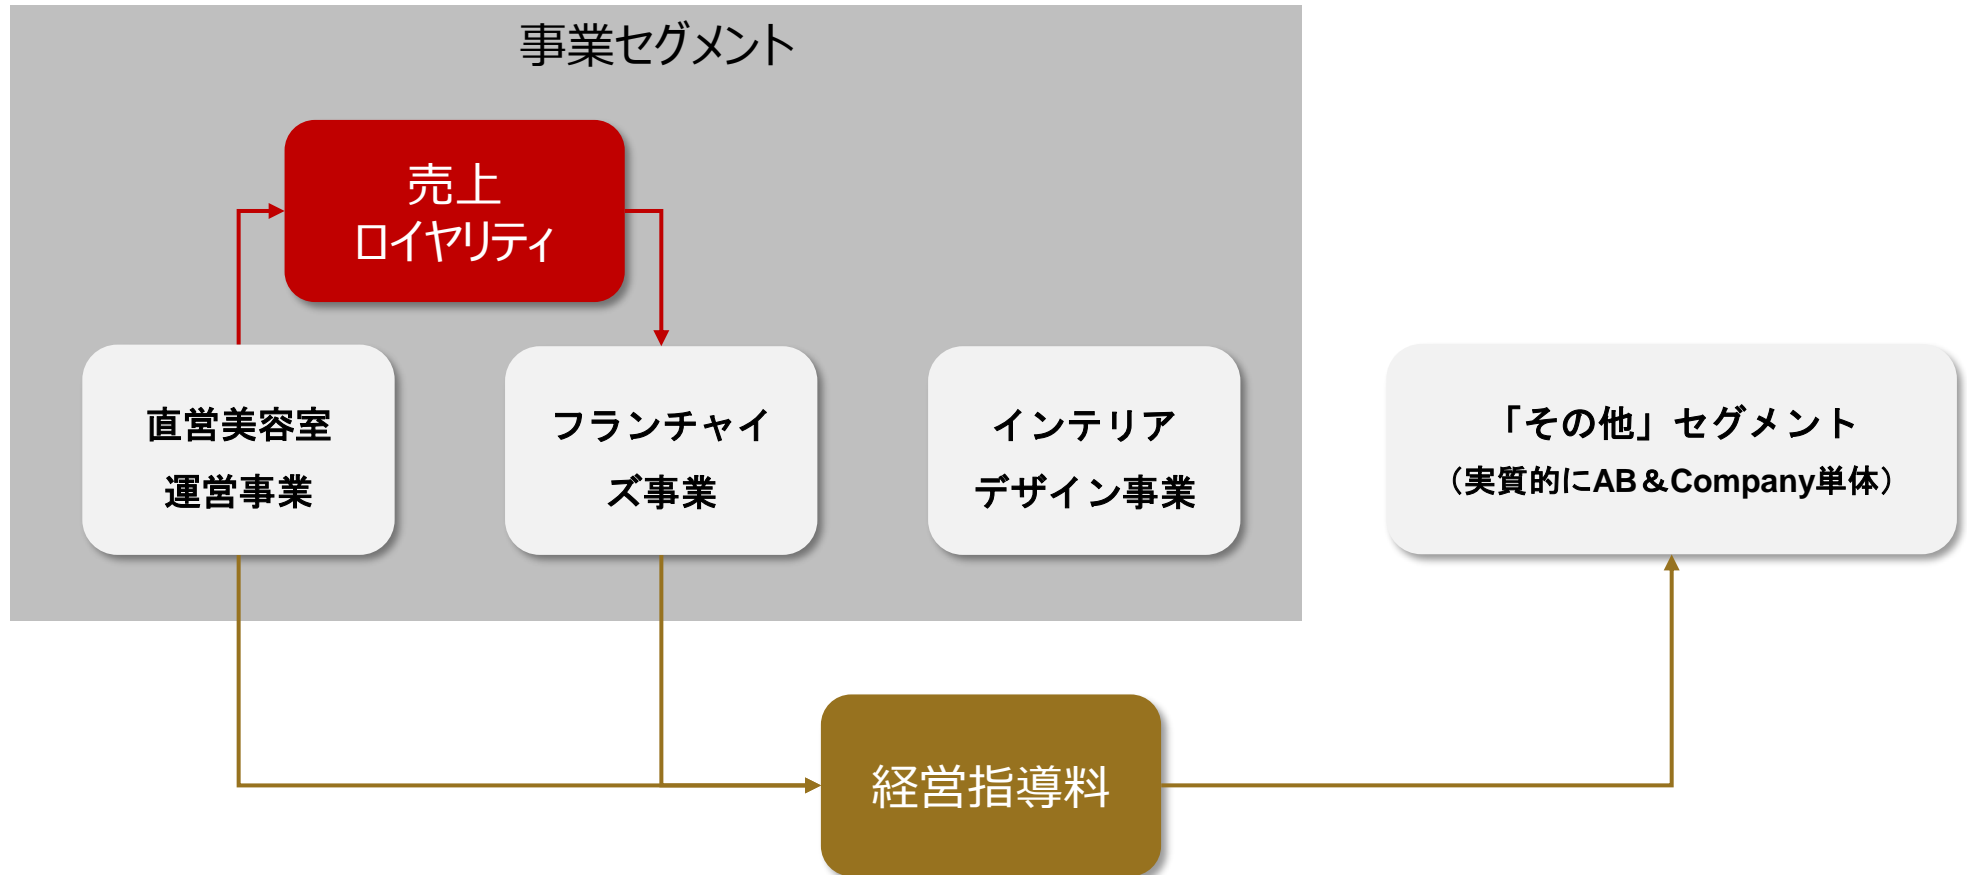 事業セグメント
売上
ロイヤリティ
直営美容室
運営事業
フランチャイ
ズ事業
インテリア
デザイン事業
「その他」セグメント
（実質的にAB＆Company単体）
経営指導料